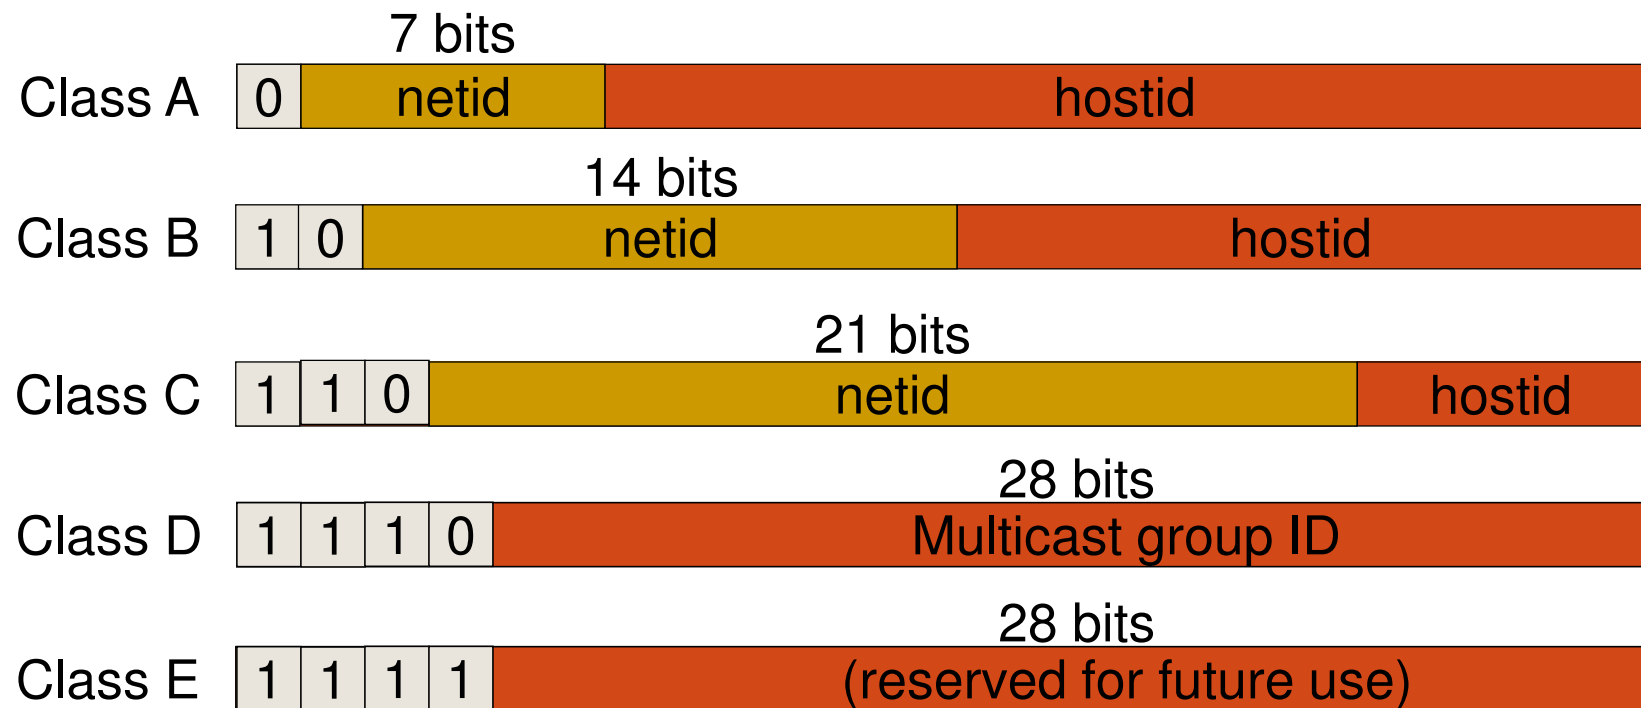 7 bits
Class A 0 netid hostid
14 bits
Class B 1 0 netid hostid
21 bits
Class C 1 1 0 netid hostid
28 bits
Class D 1 1 1 0 Multicast group ID
28 bits
Class E 1 1 1 1 (reserved for future use)